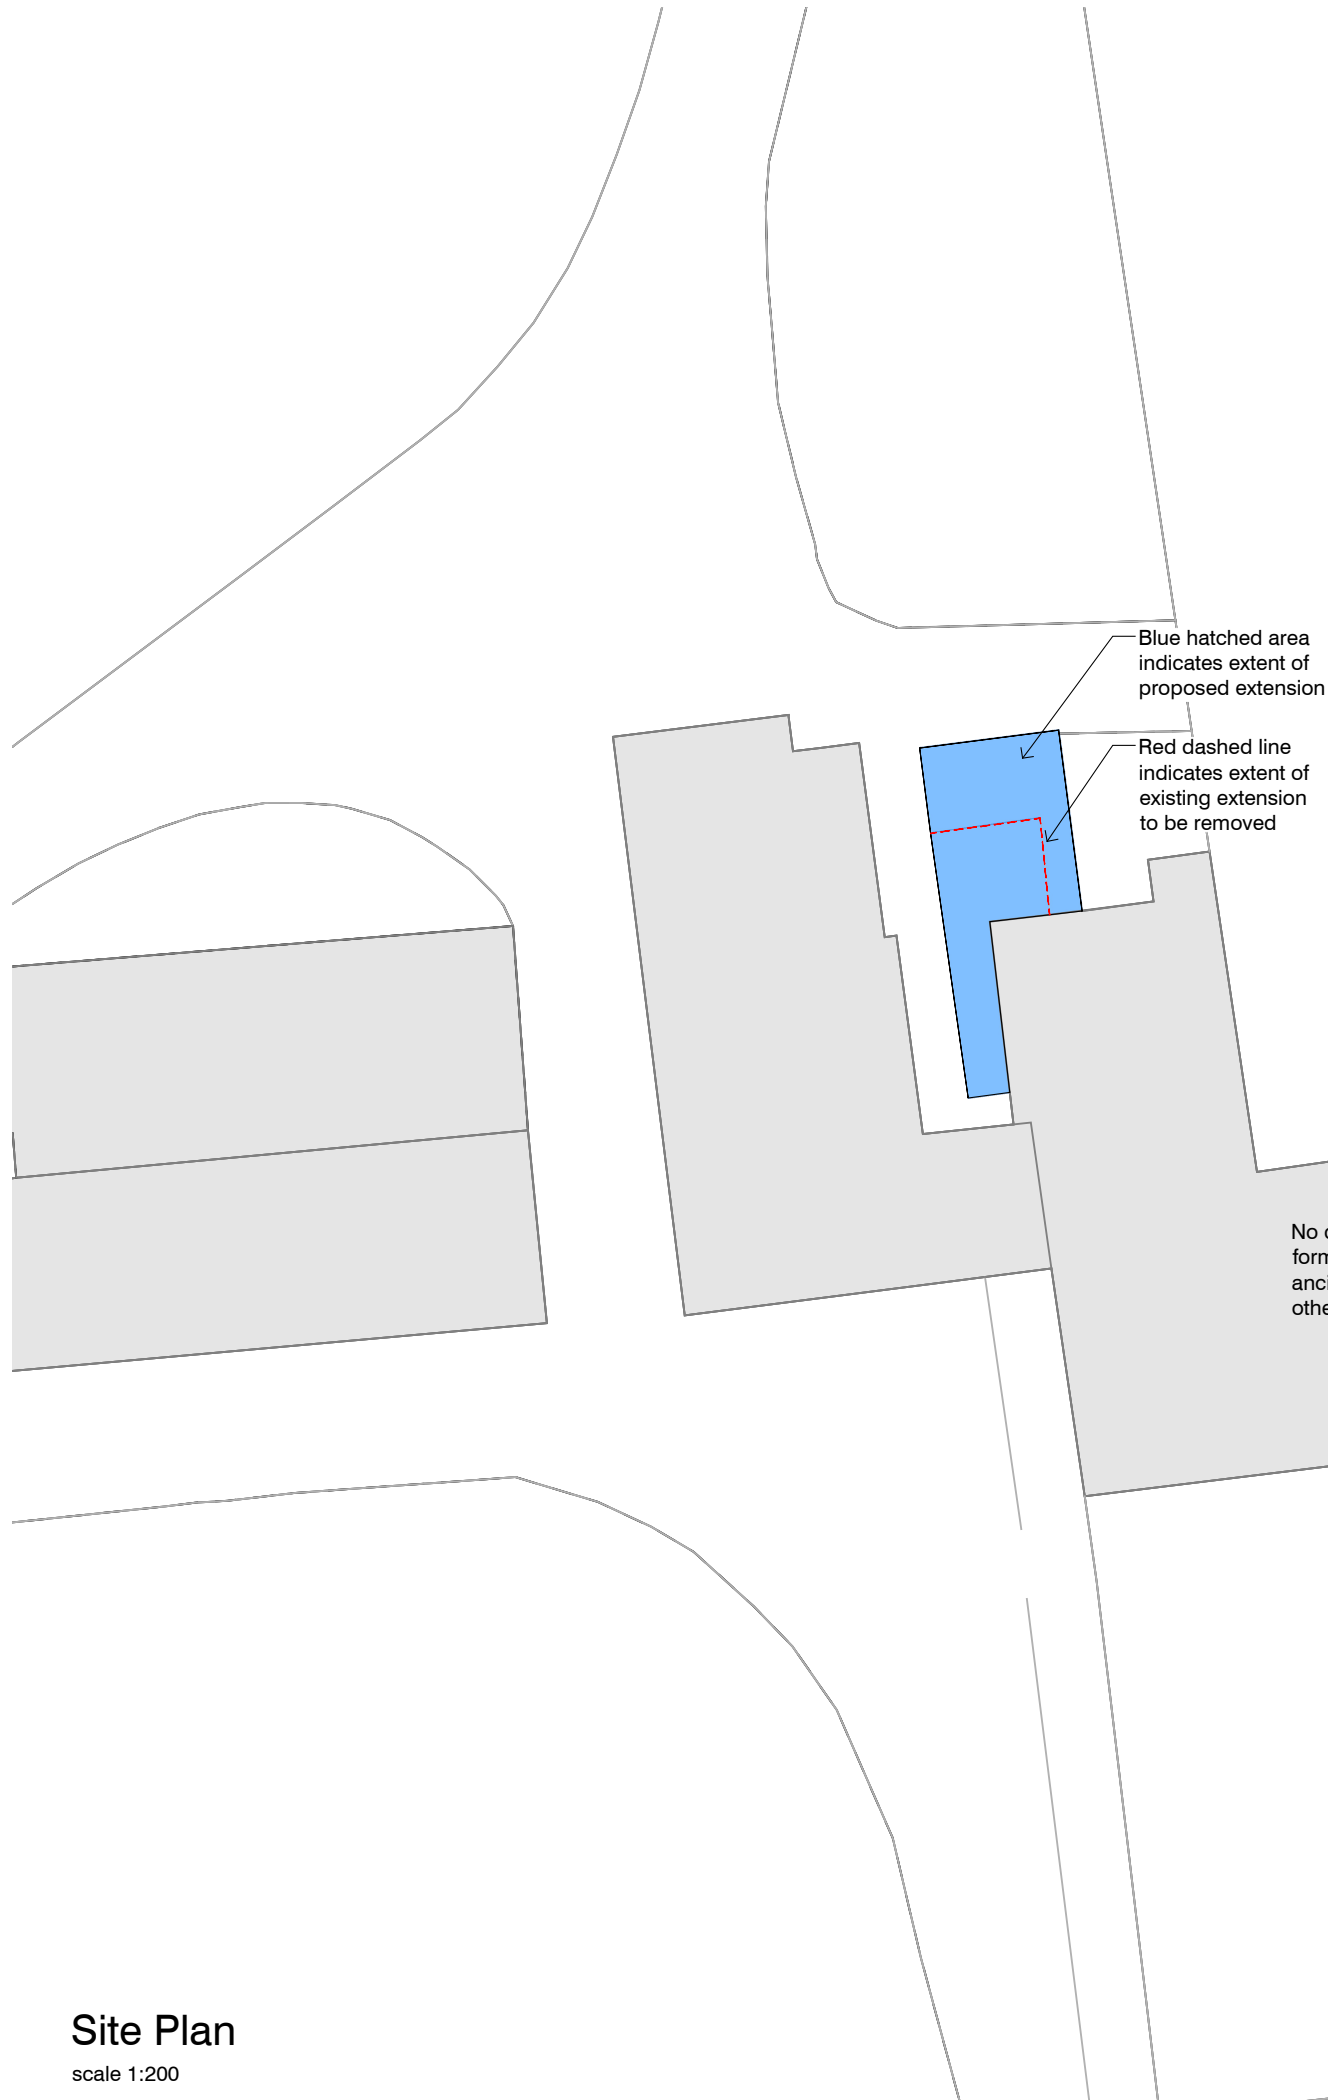 Blue hatched area
indicates extent of
proposed extension
Red dashed line
indicates extent of
existing extension
to be removed
No
Site Plan
scale 1:200